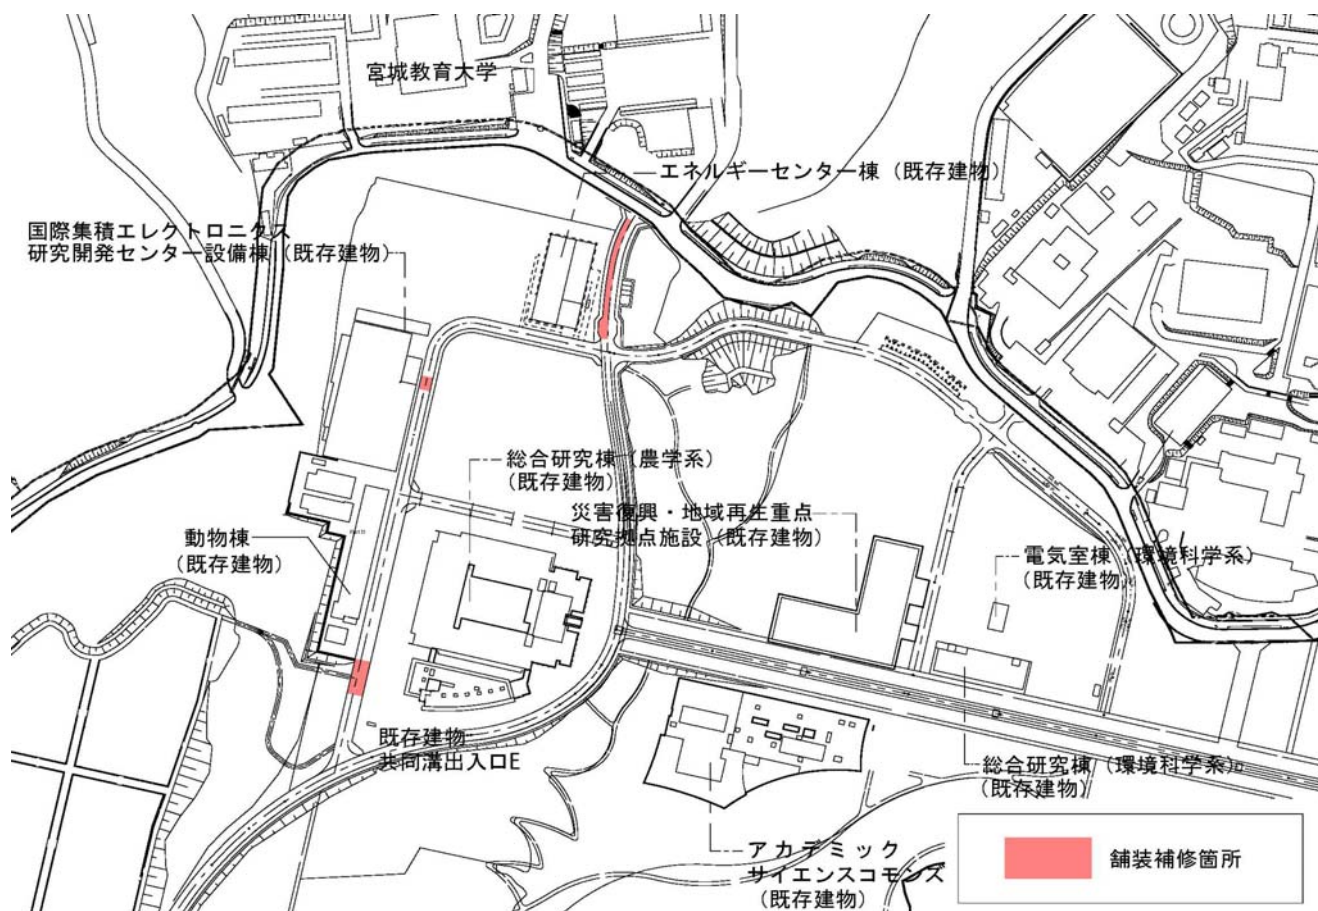 宮城教育大学
エネルギーセンター棟（既存建物）
国際集積エレクトロニクス
研究開発センター設備棟（既存建物）
総合研究棟（農学系）
（既存建物）
災害復興・地域再生重点
研究拠点施設（既存建物）
動物棟
（既存建物）
電気室棟（環境科学系）
（既存建物）
既存建物
共同溝出入口E
総合研究棟（環境科学系）
（既存建物）
アカデミック
サイエンスコモンズ
（既存建物）
舗装補修箇所